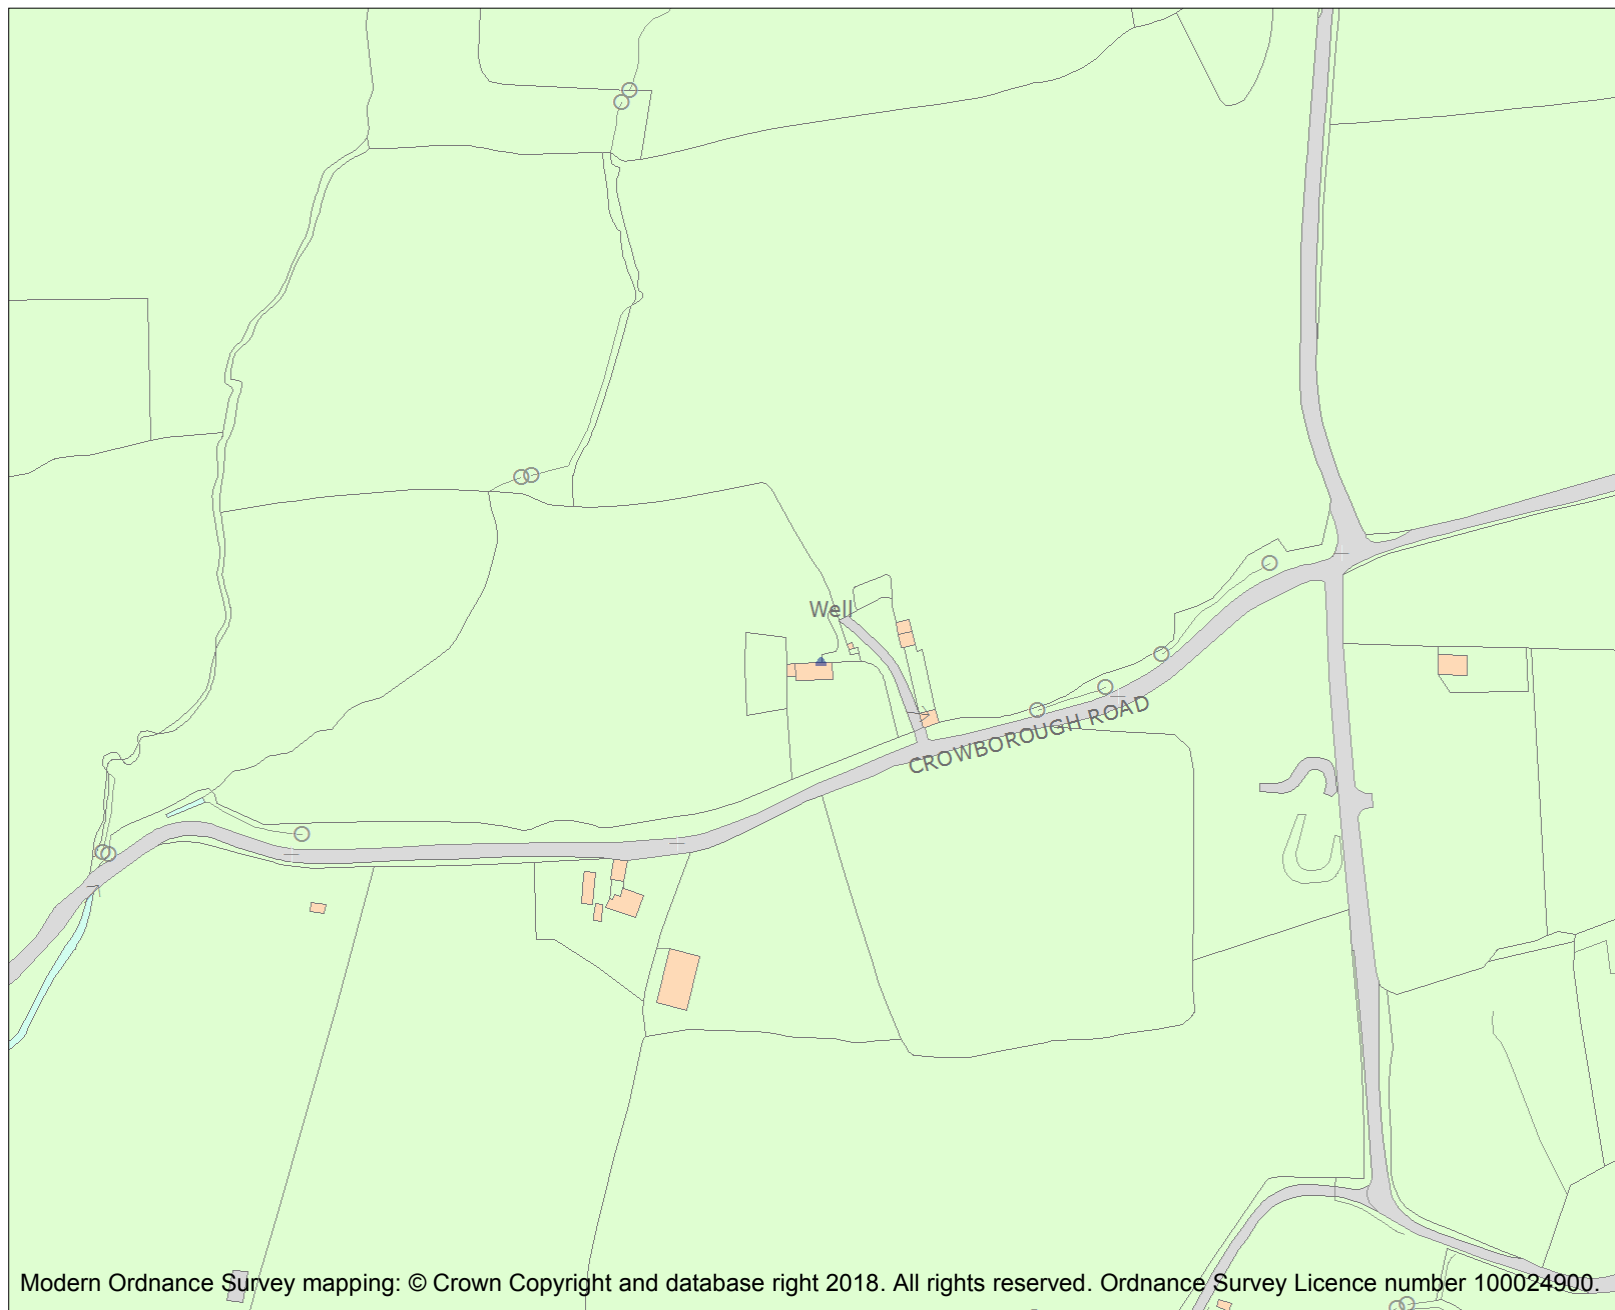 Well
CROWBOROUGH ROAD
Modern Ordnance Survey mapping: © Crown Copyright and database right 2018. All rights reserved. Ordnance Survey Licence number 100024900.